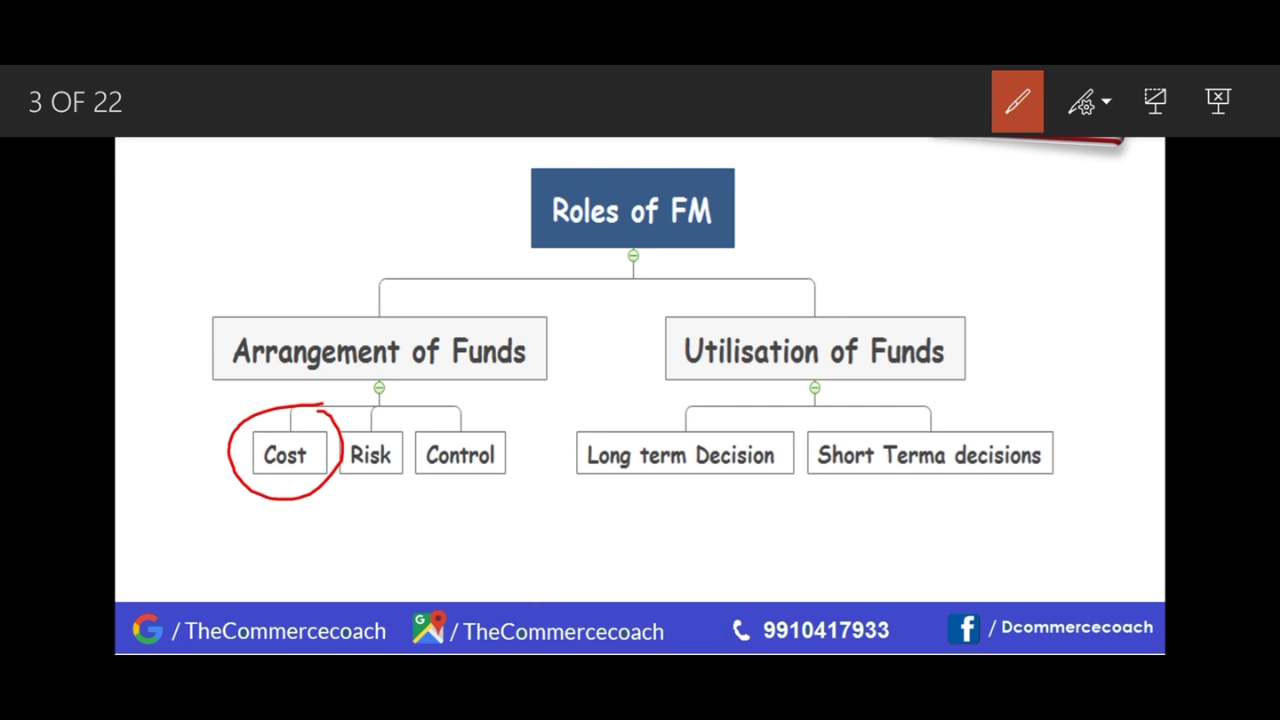 3 OF 22
Roles of FM
Arrangement of Funds
Utilisation of Funds
Cost
Risk
Control
Long term Decision
Short Terma decisions
/ TheCommercecoach
/ TheCommercecoach
9910417933
/ Dcommercecoach